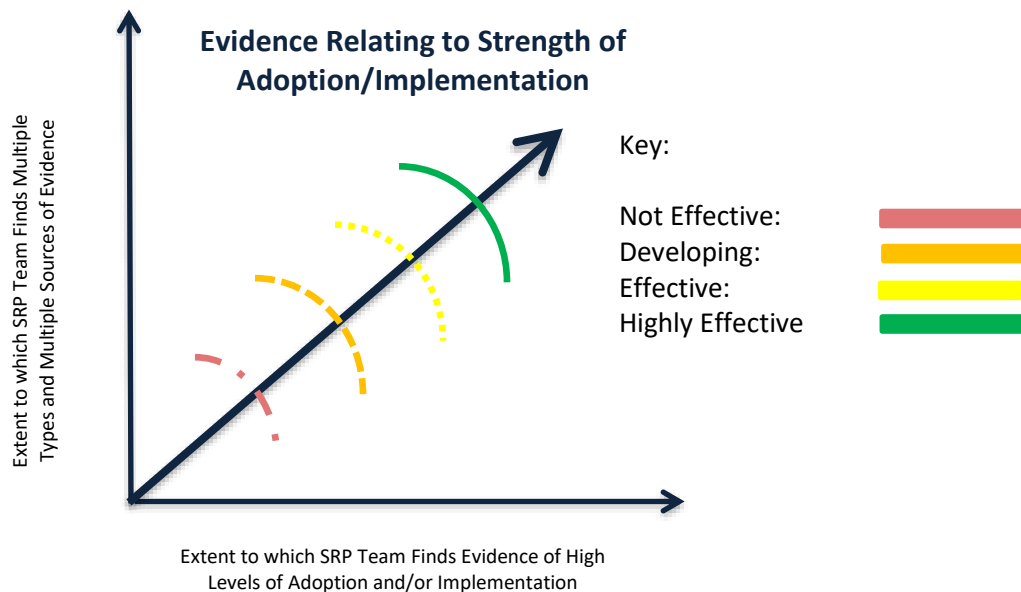 Evidence Relating to Strength of
Adoption/Implementation
Extent to which SRP Team Finds Multiple
Types and Multiple Sources of Evidence
Key:
Not Effective:
Developing:
Effective:
Highly Effective
Extent to which SRP Team Finds Evidence of High
Levels of Adoption and/or Implementation